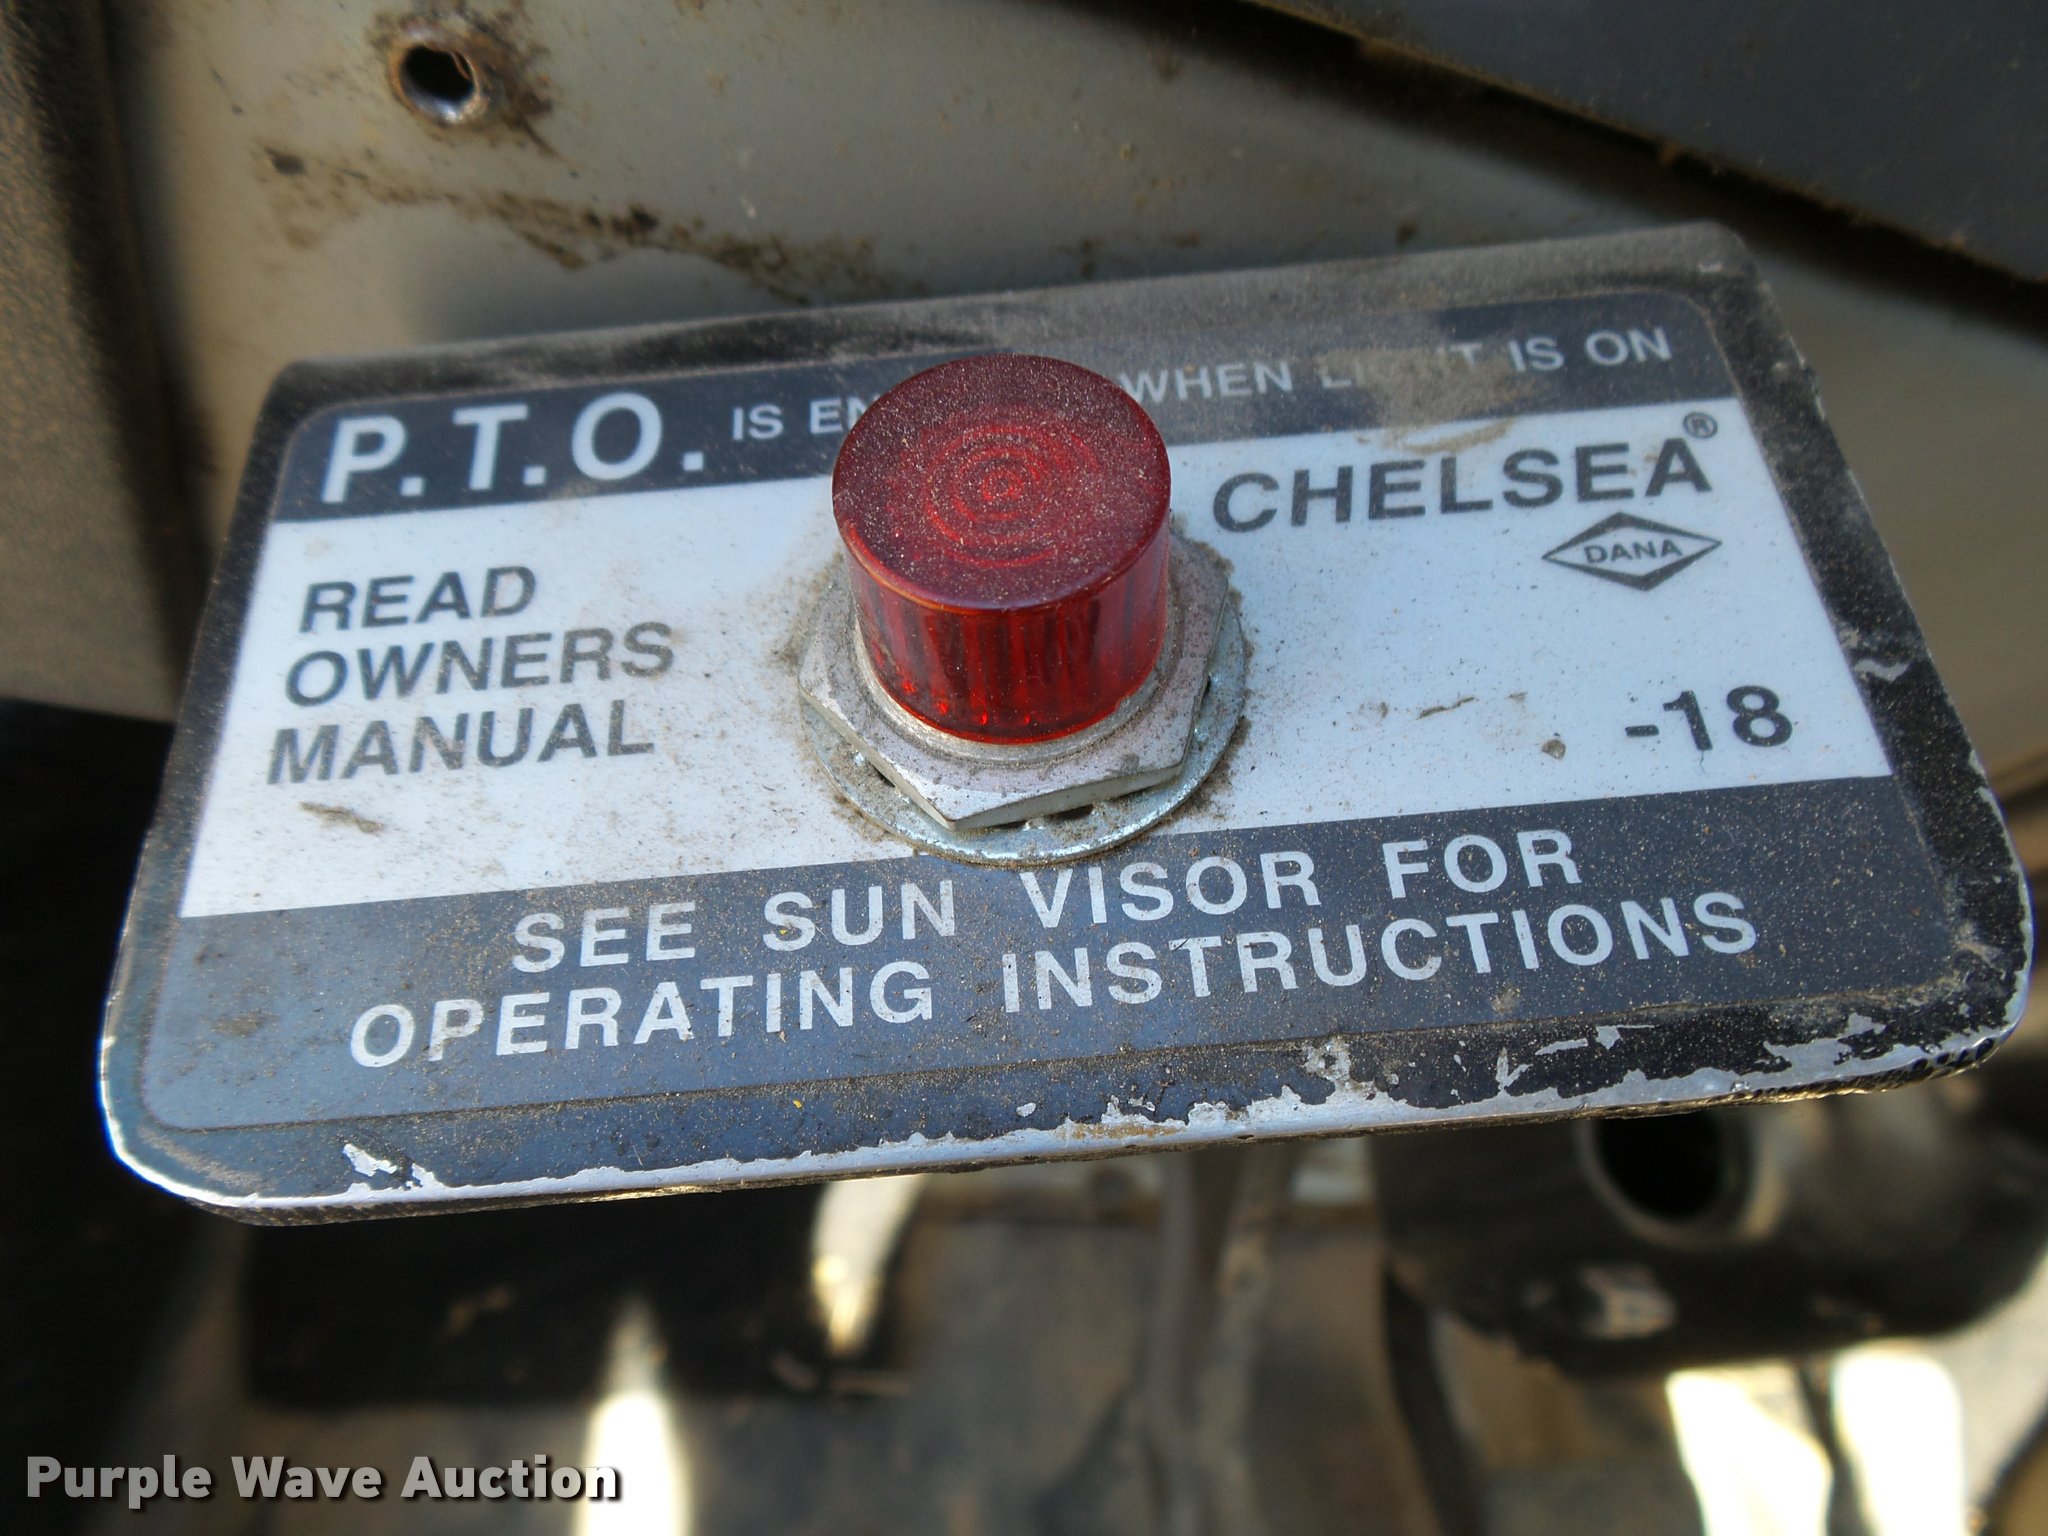 P.T.O. IS WHEN LIGHT IS ON
CHELSEA®
DANA
READ
OWNERS
MANUAL
-18
SEE SUN VISOR FOR
OPERATING INSTRUCTIONS
Purple Wave Auction